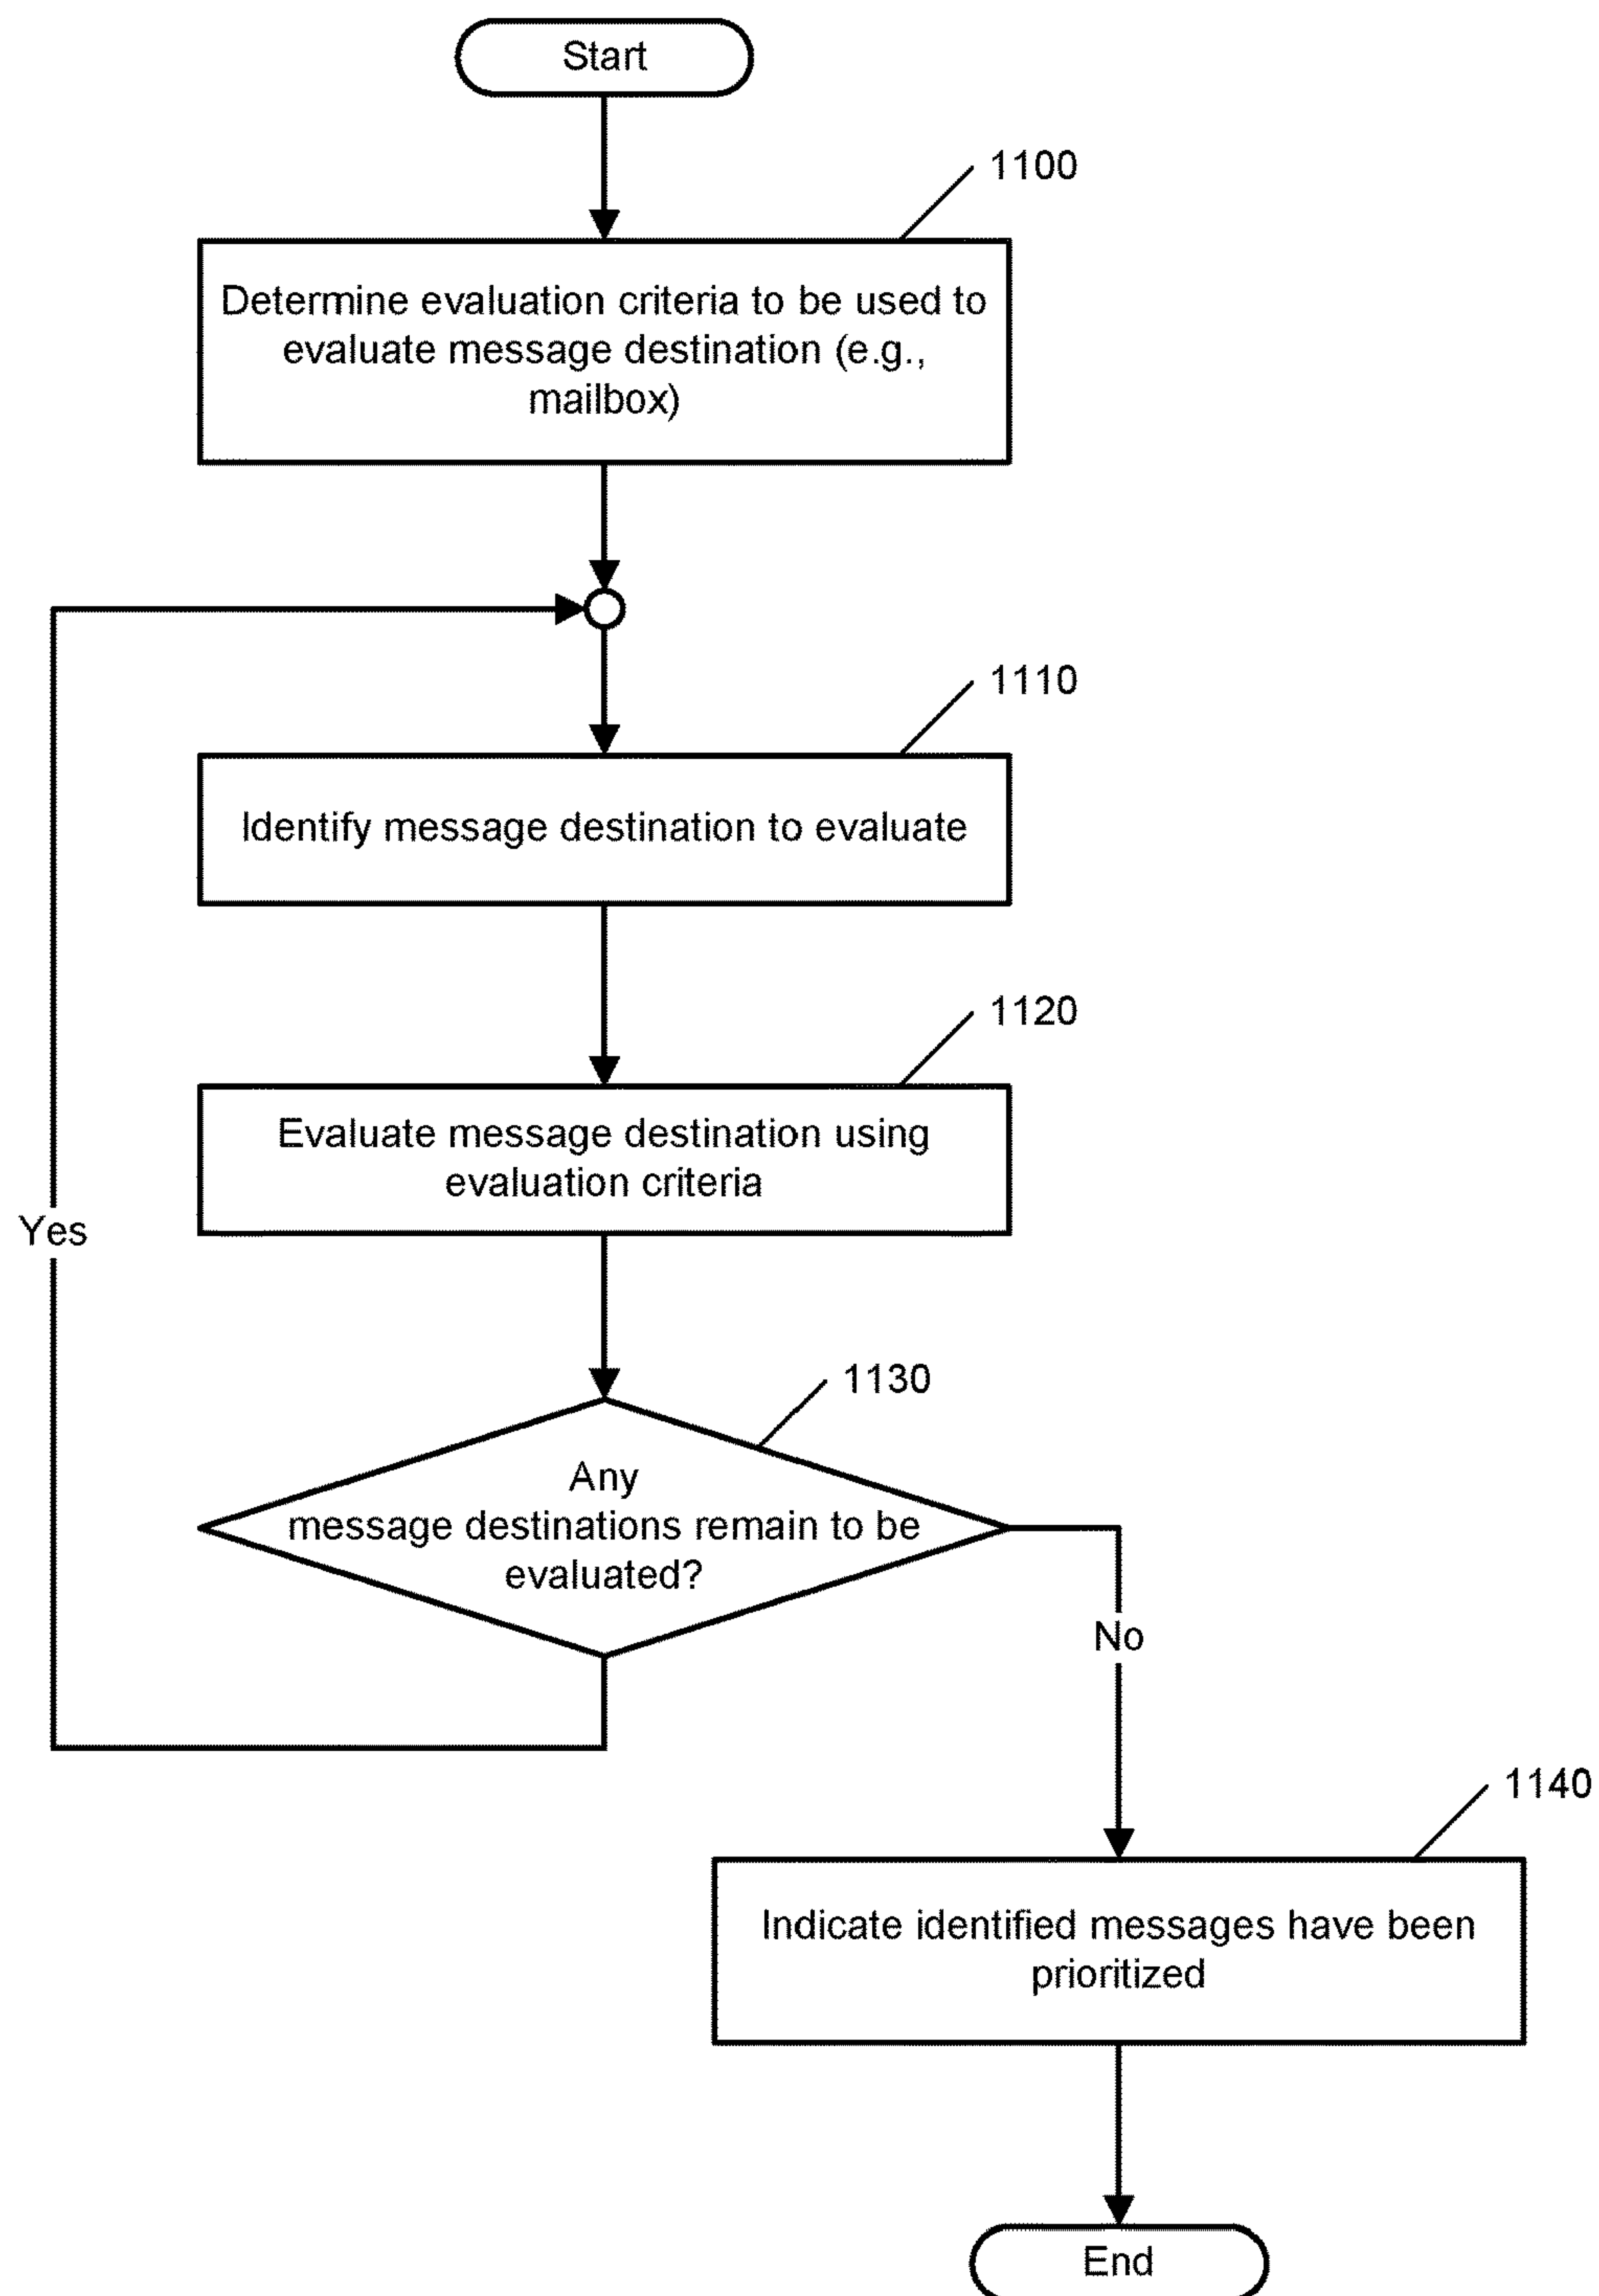 Start
1100
Determine evaluation criteria to be used to
evaluate message destination (e.g.,
mailbox)
1110
Identify message destination to evaluate
1120
Evaluate message destination using
evaluation criteria
Yes
1130
Any
message destinations remain to be
evaluated?
No
1140
Indicate identified messages have been
prioritized
End